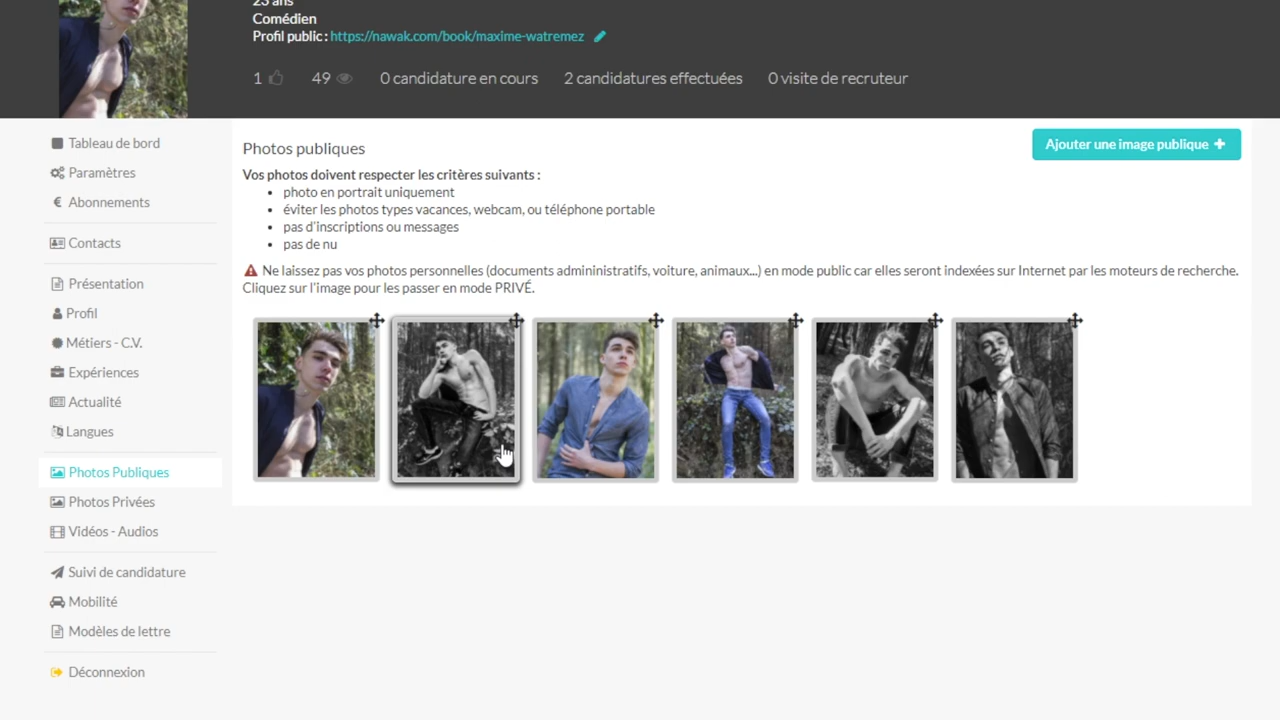 23 ans
Comédien
Profil public : https://nawak.com/book/maxime-watremez
1
49
0 candidature en cours
2 candidatures effectuées
0 visite de recruteur
Tableau de bord
Paramètres
Abonnements
Contacts
Présentation
Profil
Métiers - C.V.
Expériences
Actualité
Langues
Photos Publiques
Photos Privées
Vidéos - Audios
Suivi de candidature
Mobilité
Modèles de lettre
Déconnexion
Photos publiques
Ajouter une image publique
Vos photos doivent respecter les critères suivants :
photo en portrait uniquement
éviter les photos types vacances, webcam, ou téléphone portable
pas d'inscriptions ou messages
pas de nu
Ne laissez pas vos photos personnelles (documents admininistratifs, voiture, animaux...) en mode public car elles seront indexées sur Internet par les moteurs de recherche.
Cliquez sur l'image pour les passer en mode PRIVÉ.